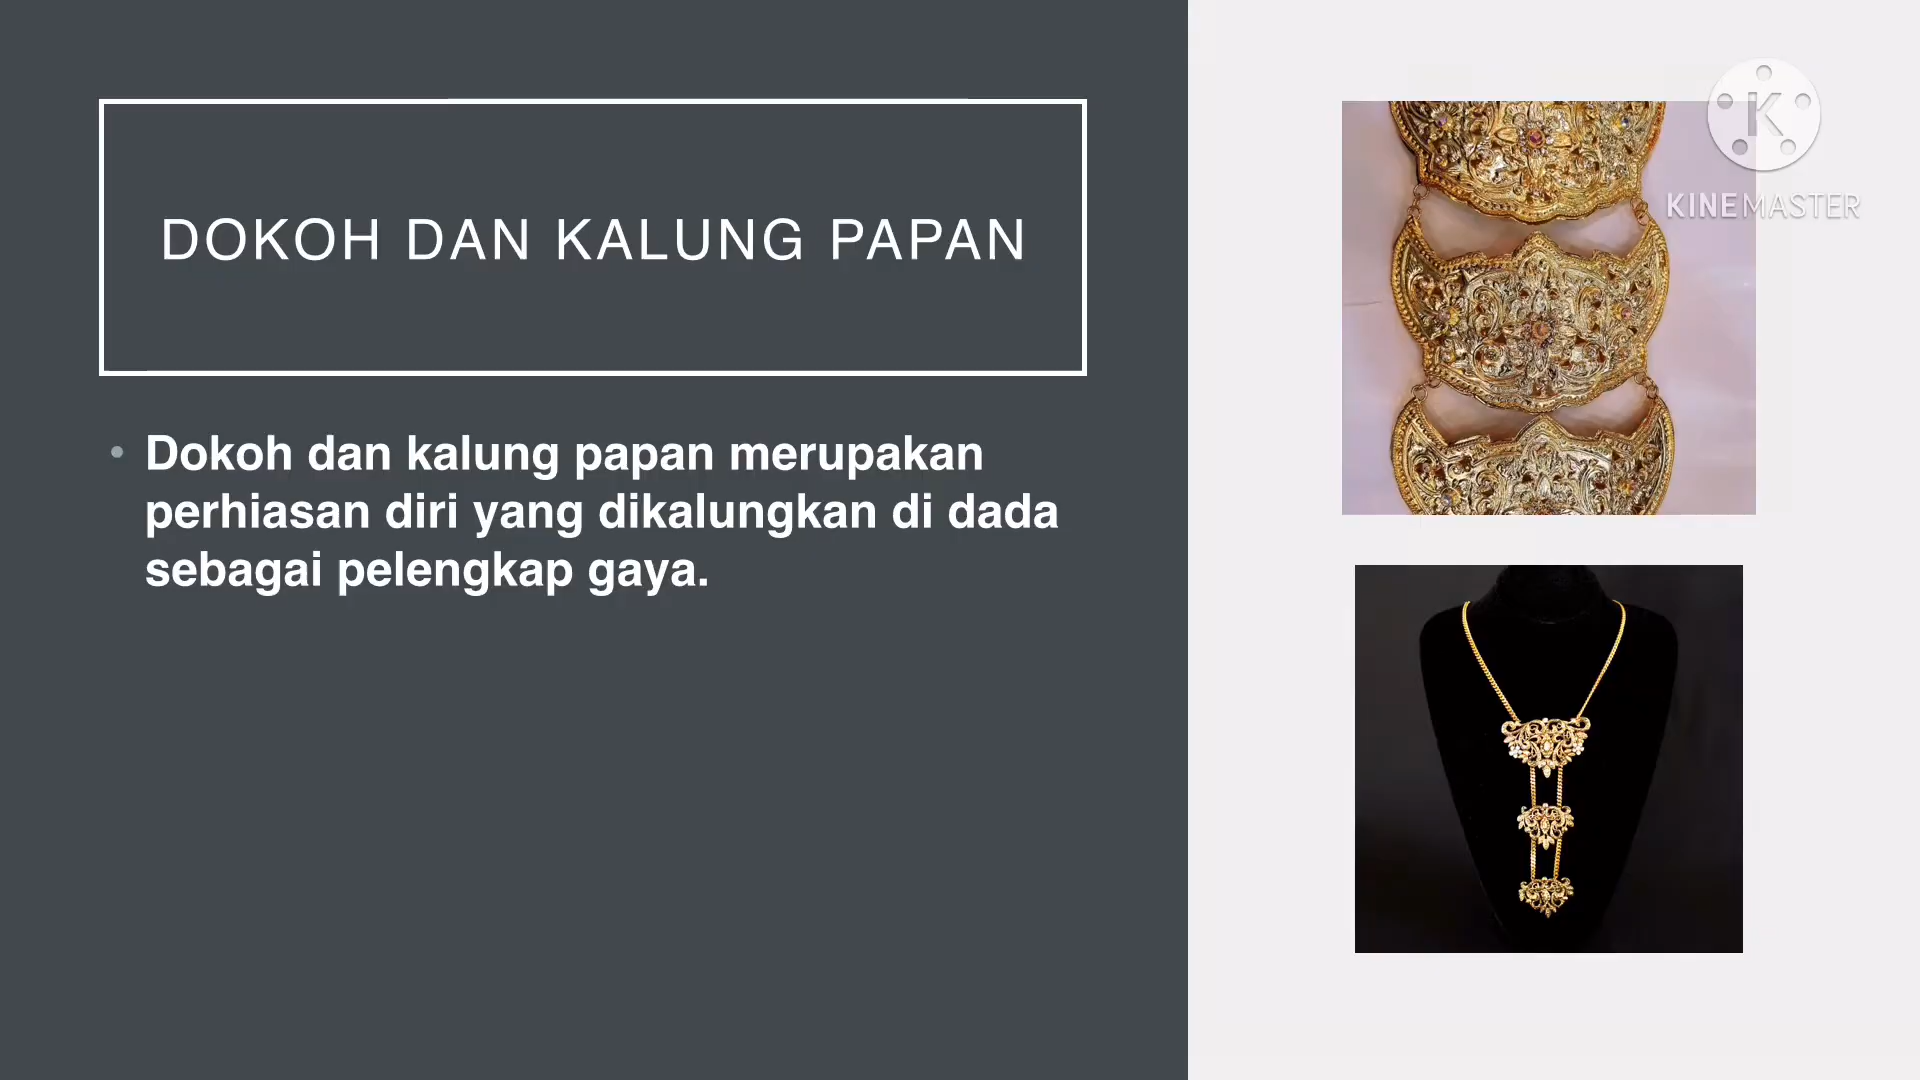 DOKOH DAN KALUNG PAPAN
• Dokoh dan kalung papan merupakan
perhiasan diri yang dikalungkan di dada
sebagai pelengkap gaya.
K
KINEMASTER